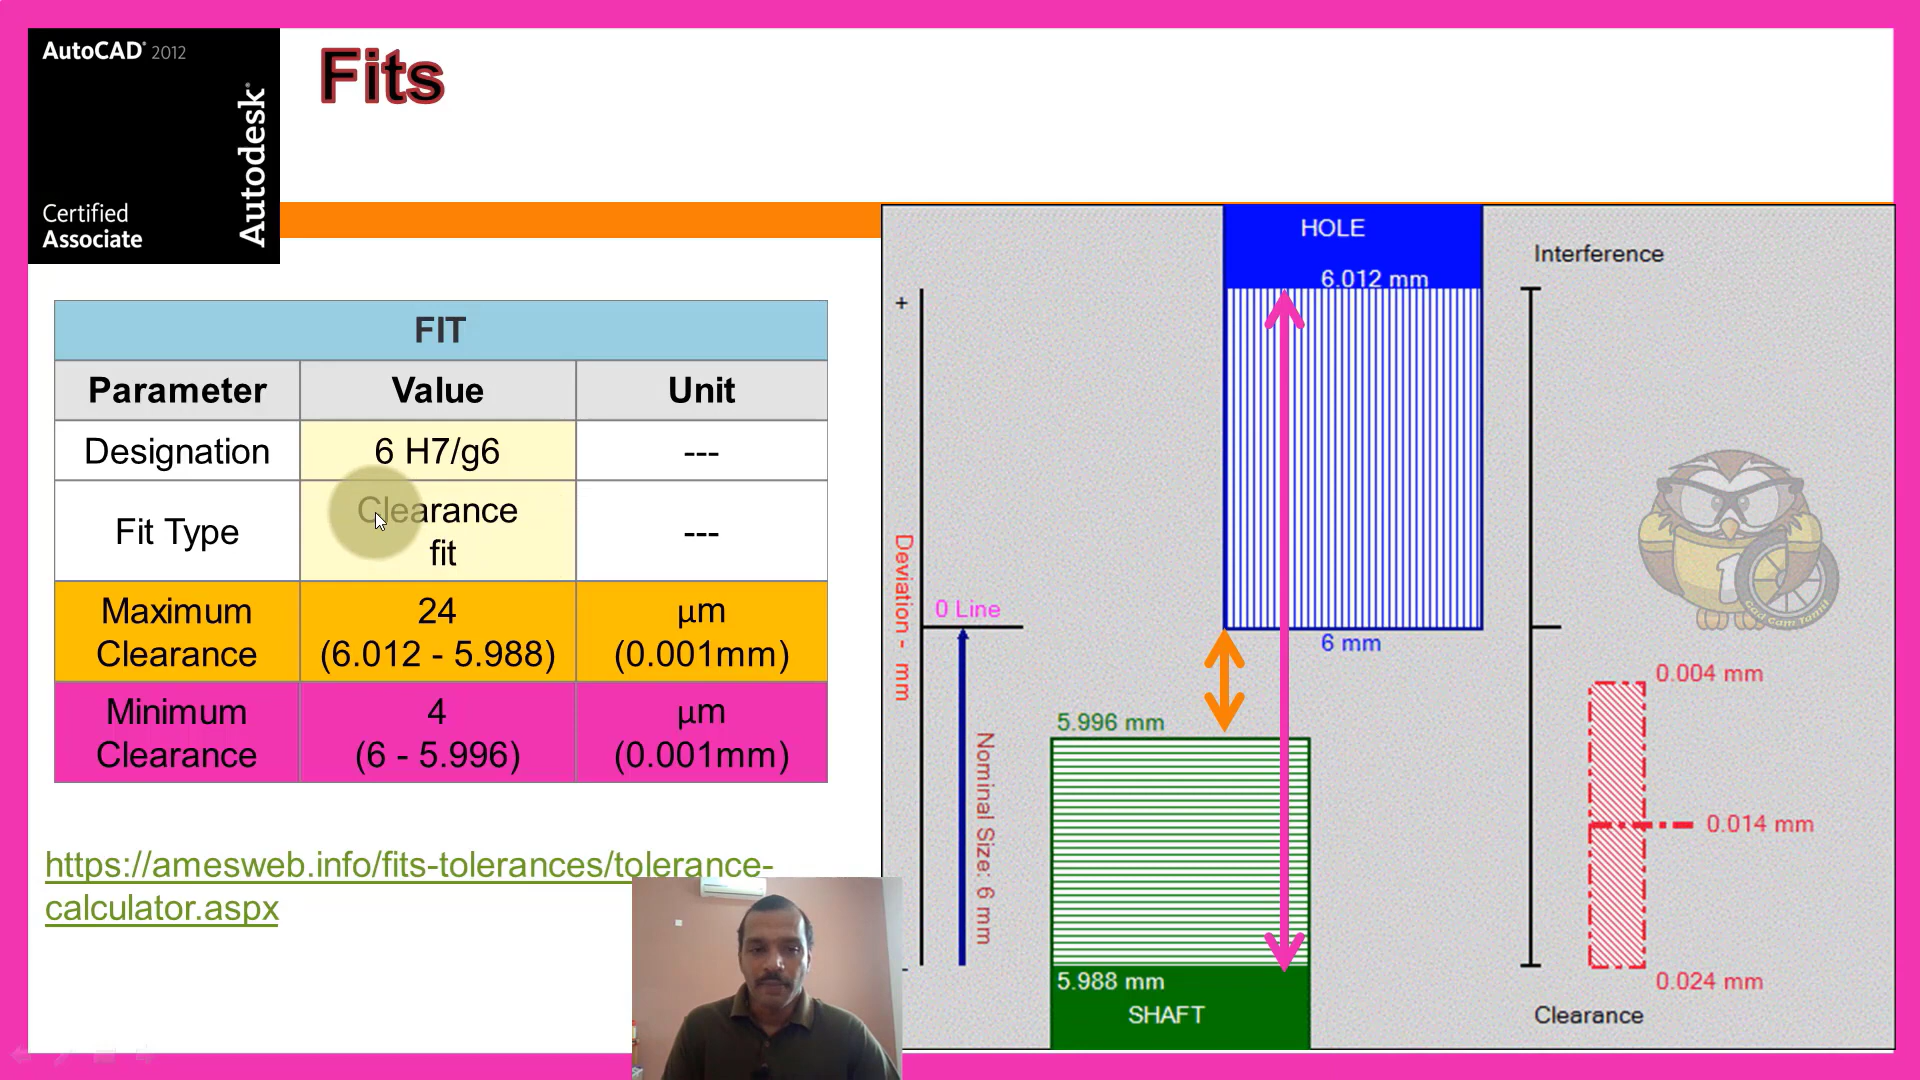 AutoCAD® 2012
Autodesk®
Certified
Associate
Fits
FIT
Parameter Value Unit
Designation 6 H7/g6 ---
Fit Type Clearance fit ---
Maximum Clearance 24 (6.012 - 5.988) µm (0.001mm)
Minimum Clearance 4 (6 - 5.996) µm (0.001mm)
https://amesweb.info/fits-tolerances/tolerance-
calculator.aspx
HOLE
6.012 mm
Interference
+
Deviation - mm
0 Line
6 mm
Nominal Size: 6 mm
5.996 mm
5.988 mm
SHAFT
-
0.004 mm
0.014 mm
0.024 mm
Clearance
1
Cad Cam Tamil